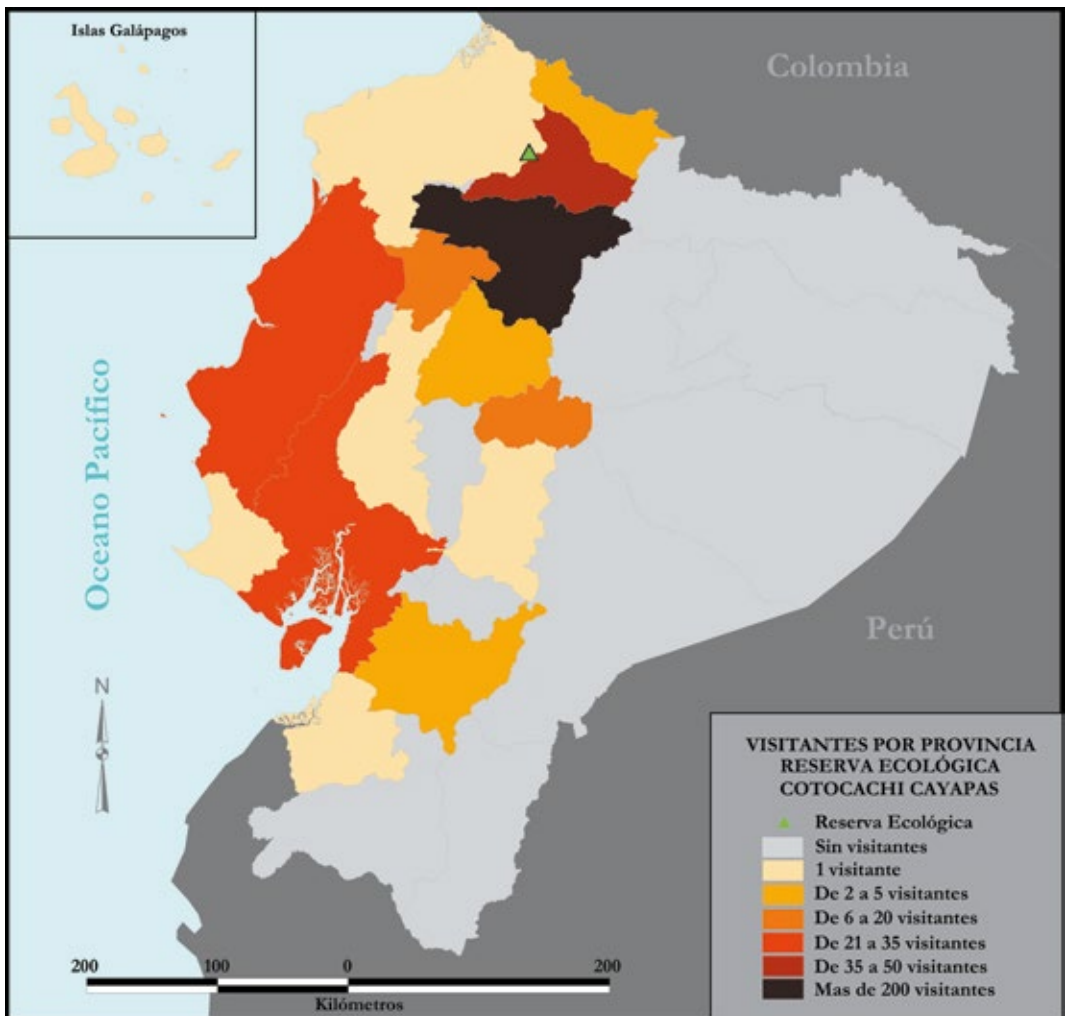 Islas Galápagos
Colombia
Oceano Pacífico
Perú
N
VISITANTES POR PROVINCIA
RESERVA ECOLÓGICA
COTOCACHI CAYAPAS
Reserva Ecológica
Sin visitantes
1 visitante
De 2 a 5 visitantes
De 6 a 20 visitantes
De 21 a 35 visitantes
De 35 a 50 visitantes
Mas de 200 visitantes
200 100 0 200
Kilómetros